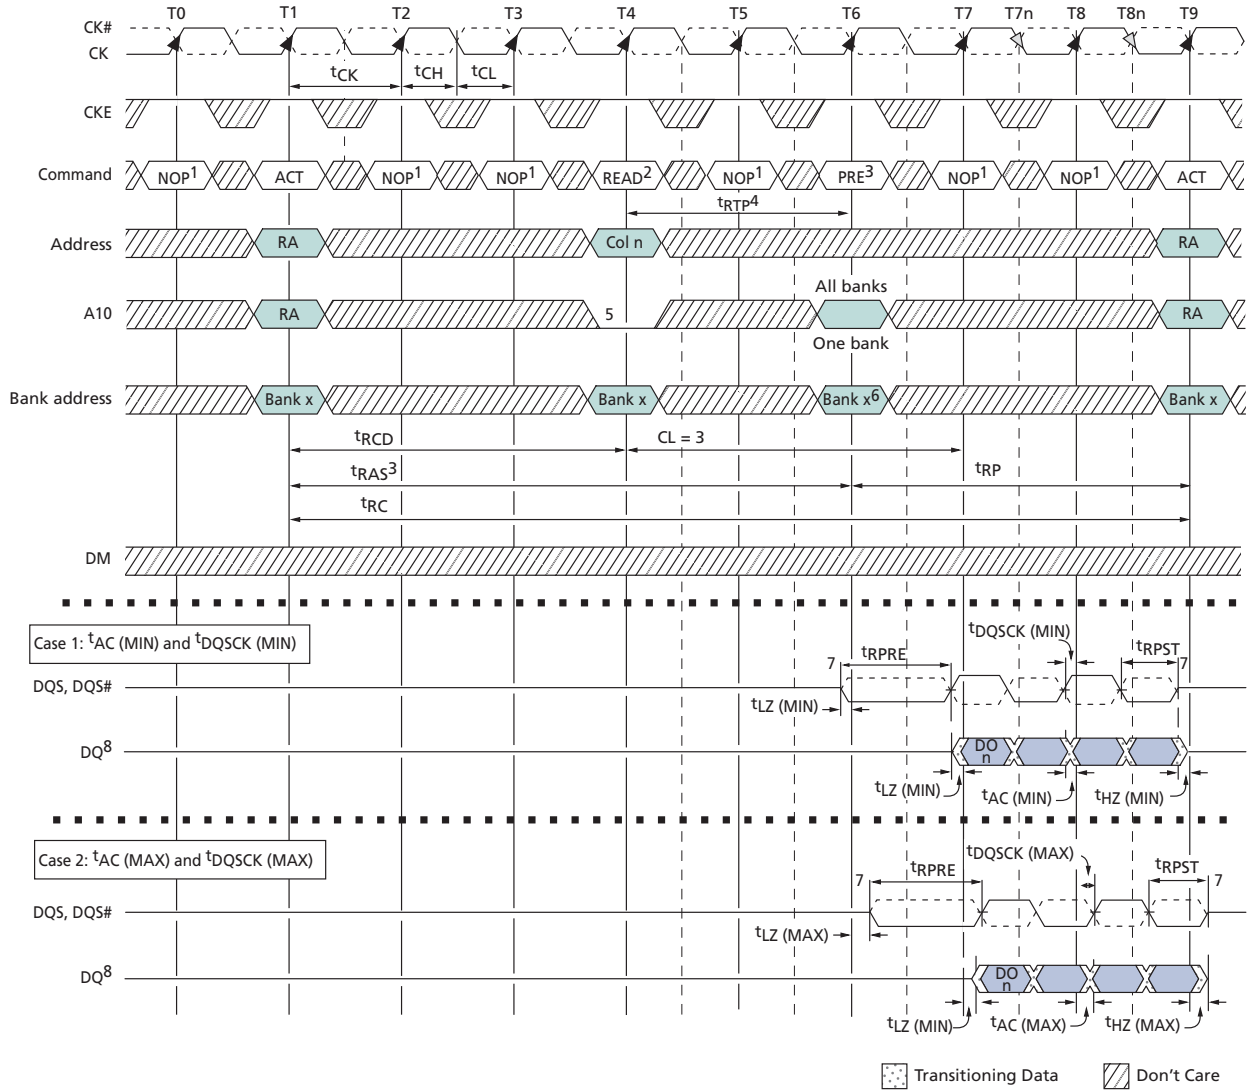 T0 T1 T2 T3 T4 T5 T6 T7 T7n T8 T8n T9
CK#
CK
tCK tCH tCL
CKE
Command NOP1 ACT NOP1 NOP1 READ2 NOP1 PRE3 NOP1 NOP1 ACT
tRTP4
Address RA Col n RA
All banks
A10 RA 5 RA
One bank
Bank address Bank x Bank x Bank x6 Bank x
tRCD CL = 3
tRAS3 tRP
tRC
DM
Case 1: tAC (MIN) and tDQSCK (MIN)
tDQSCK (MIN)
7 tRPRE tRPST 7
DQS, DQS#
tLZ (MIN)
DQ8 DO n
tLZ (MIN) tAC (MIN) tHZ (MIN)
Case 2: tAC (MAX) and tDQSCK (MAX)
tDQSCK (MAX)
7 tRPRE tRPST 7
DQS, DQS#
tLZ (MAX)
DQ8 DO n
tLZ (MIN) tAC (MAX) tHZ (MAX)
Transitioning Data Don't Care